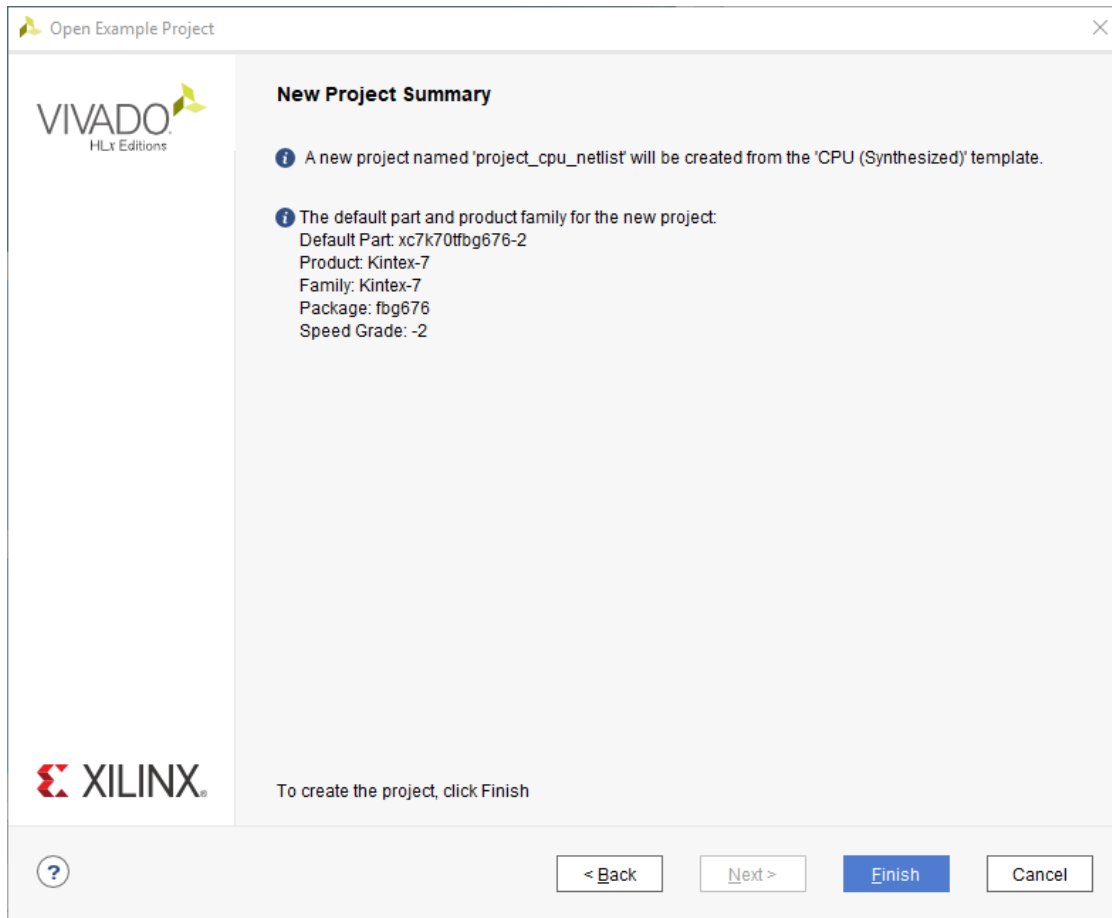 Open Example Project
VIVADO.
HLx Editions
New Project Summary
A new project named 'project_cpu_netlist' will be created from the 'CPU (Synthesized)' template.
The default part and product family for the new project:
Default Part: xc7k70tfbg676-2
Product: Kintex-7
Family: Kintex-7
Package: fbg676
Speed Grade: -2
XILINX.
To create the project, click Finish
?
< Back
Next >
Finish
Cancel